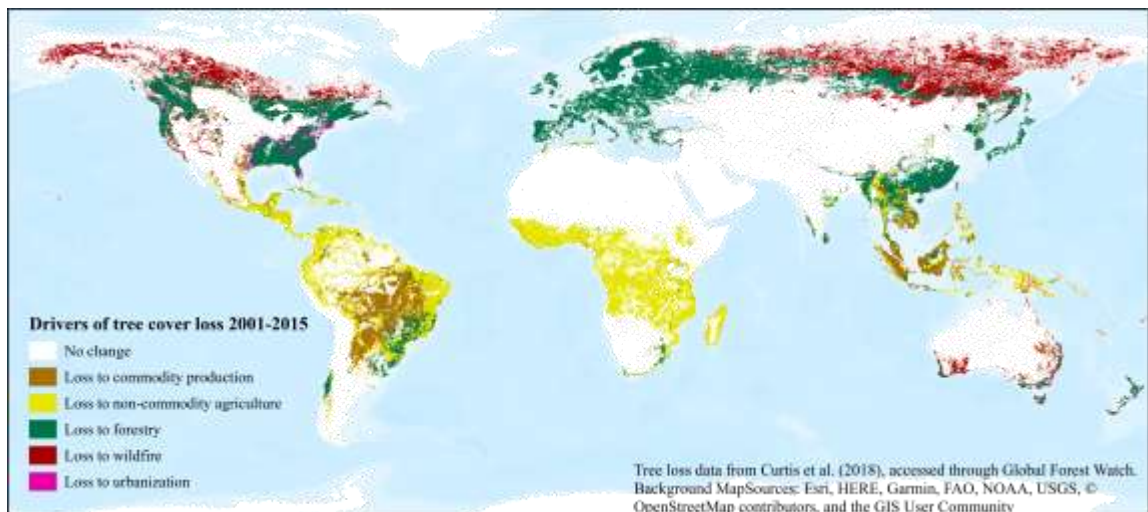 Drivers of tree cover loss 2001-2015
No change
Loss to commodity production
Loss to non-commodity agriculture
Loss to forestry
Loss to wildfire
Loss to urbanization
Tree loss data from Curtis et al. (2018), accessed through Global Forest Watch.
Background MapSources: Esri, HERE, Garmin, FAO, NOAA, USGS, ©
OpenStreetMap contributors, and the GIS User Community